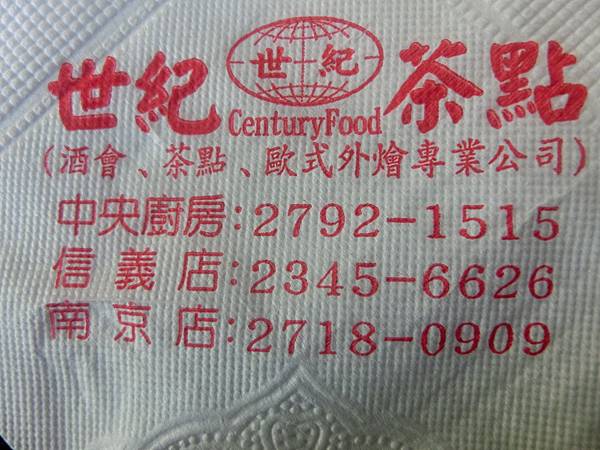 世紀 世紀 茶點
CenturyFood
(酒會、茶點、歐式外燴專業公司)
中央廚房:2792-1515
信義店:2345-6626
南京店:2718-0909